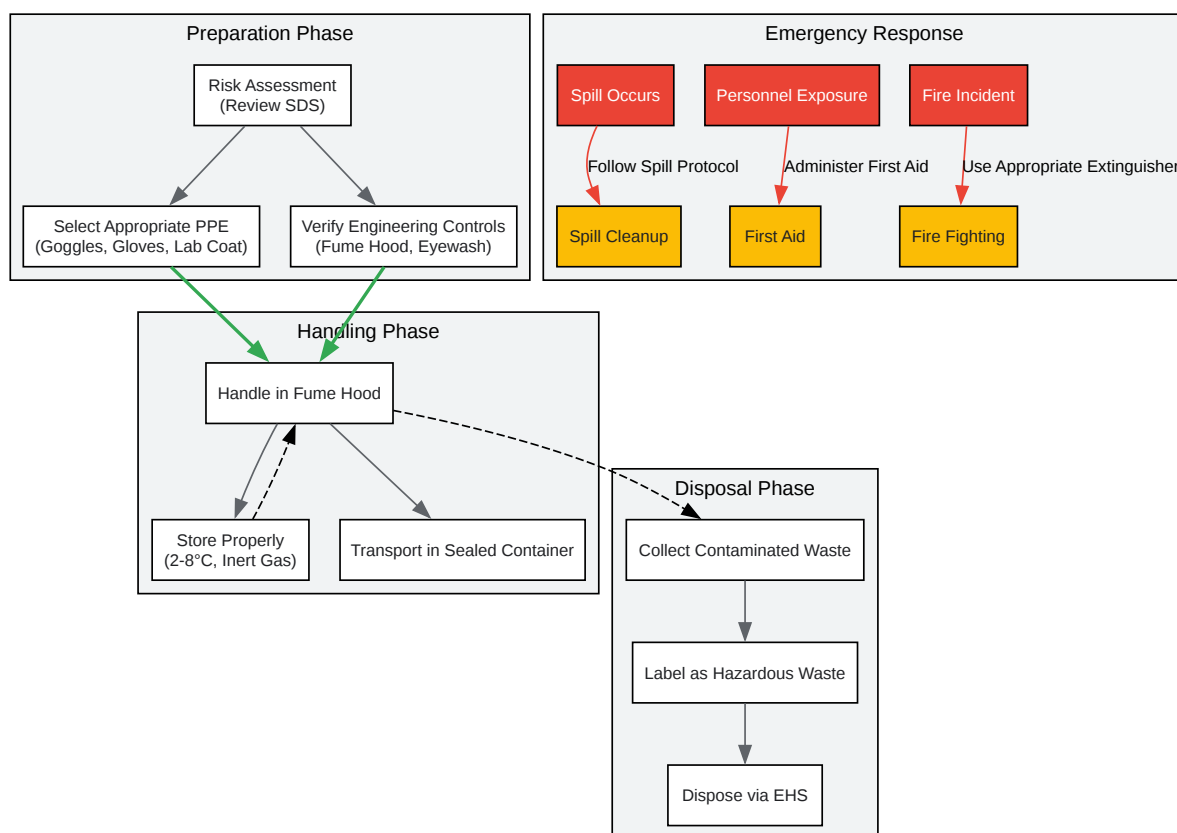 Preparation Phase
Risk Assessment
(Review SDS)
Select Appropriate PPE
(Goggles, Gloves, Lab Coat)
Verify Engineering Controls
(Fume Hood, Eyewash)
Emergency Response
Spill Occurs
Personnel Exposure
Fire Incident
Follow Spill Protocol
Administer First Aid
Use Appropriate Extinguisher
Spill Cleanup
First Aid
Fire Fighting
Handling Phase
Handle in Fume Hood
Store Properly
(2-8°C, Inert Gas)
Transport in Sealed Container
Disposal Phase
Collect Contaminated Waste
Label as Hazardous Waste
Dispose via EHS